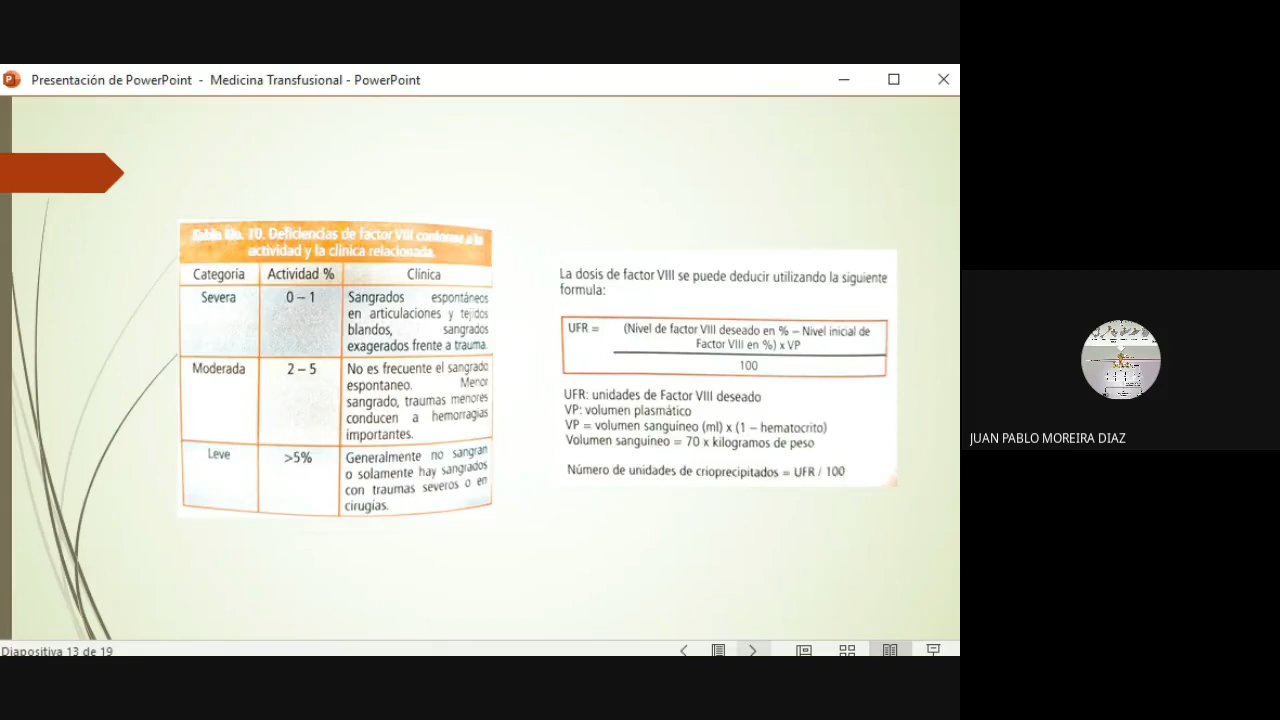 Presentación de PowerPoint - Medicina Transfusional - PowerPoint
Tabla No. 10. Deficiencias de factor VIII conforme a la
actividad y la clínica relacionada.
Categoría Actividad % Clínica
Severa 0 – 1 Sangrados espontáneos
en articulaciones y tejidos
blandos, sangrados
exagerados frente a trauma.
Moderada 2 – 5 No es frecuente el sangrado
espontaneo. Menor
sangrado, traumas menores
conducen a hemorragias
importantes.
Leve >5% Generalmente no sangran
o solamente hay sangrados
con traumas severos o en
cirugías.
La dosis de factor VIII se puede deducir utilizando la siguiente
formula:
UFR = (Nivel de factor VIII deseado en % – Nivel inicial de
Factor VIII en %) x VP
100
UFR: unidades de Factor VIII deseado
VP: volumen plasmático
VP = volumen sanguíneo (ml) x (1 – hematocrito)
Volumen sanguíneo = 70 x kilogramos de peso
Número de unidades de crioprecipitados = UFR / 100
JUAN PABLO MOREIRA DIAZ
Diapositiva 13 de 19